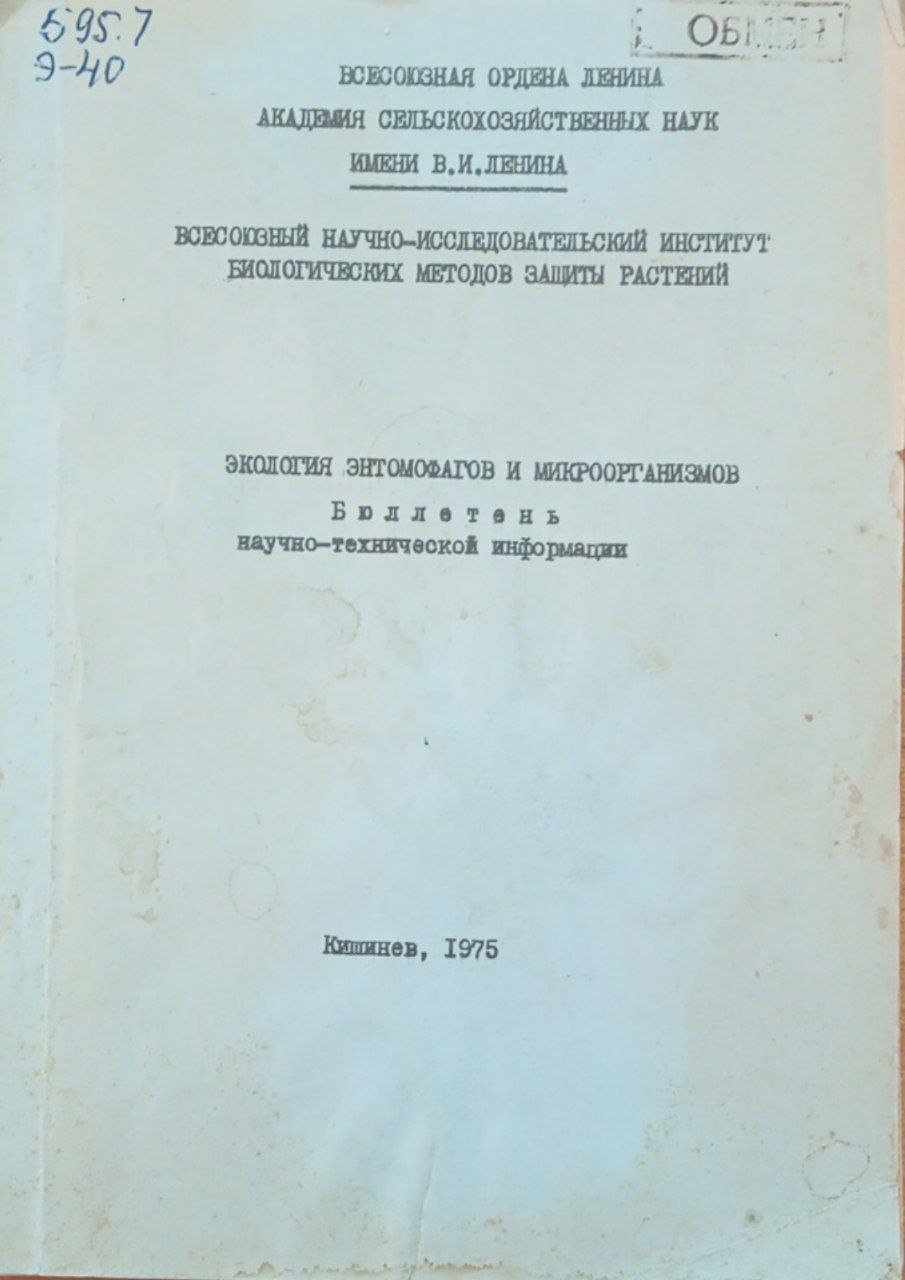 595.7
Э-40
ОБМЕН
ВСЕСОЮЗНАЯ ОРДЕНА ЛЕНИНА
АКАДЕМИЯ СЕЛЬСКОХОЗЯЙСТВЕННЫХ НАУК
ИМЕНИ В.И.ЛЕНИНА
ВСЕСОЮЗНЫЙ НАУЧНО-ИССЛЕДОВАТЕЛЬСКИЙ ИНСТИТУТ
БИОЛОГИЧЕСКИХ МЕТОДОВ ЗАЩИТЫ РАСТЕНИЙ
ЭКОЛОГИЯ ЭНТОМОФАГОВ И МИКРООРГАНИЗМОВ
Бюллетень
научно-технической информации
Кишинев, 1975